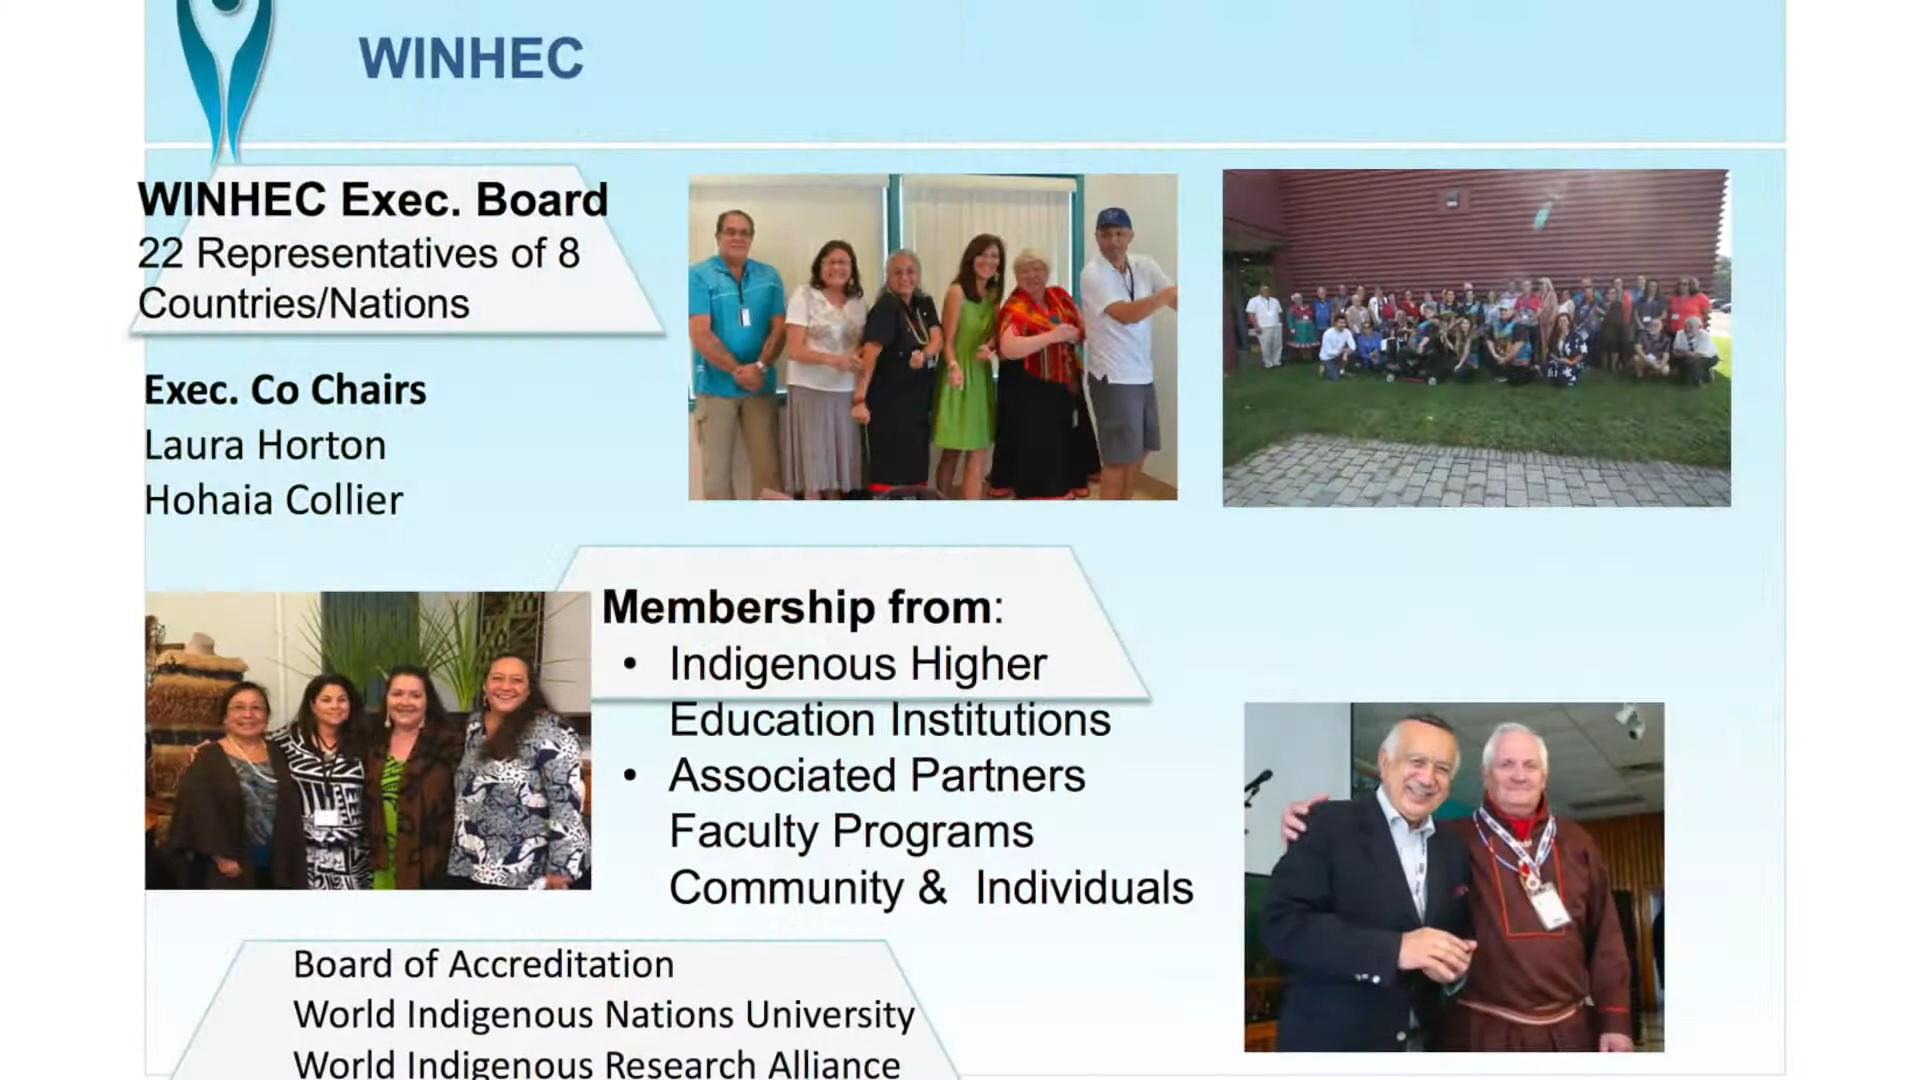 WINHEC
WINHEC Exec. Board
22 Representatives of 8
Countries/Nations
Exec. Co Chairs
Laura Horton
Hohaia Collier
Membership from:
• Indigenous Higher
Education Institutions
• Associated Partners
Faculty Programs
Community & Individuals
Board of Accreditation
World Indigenous Nations University
World Indigenous Research Alliance